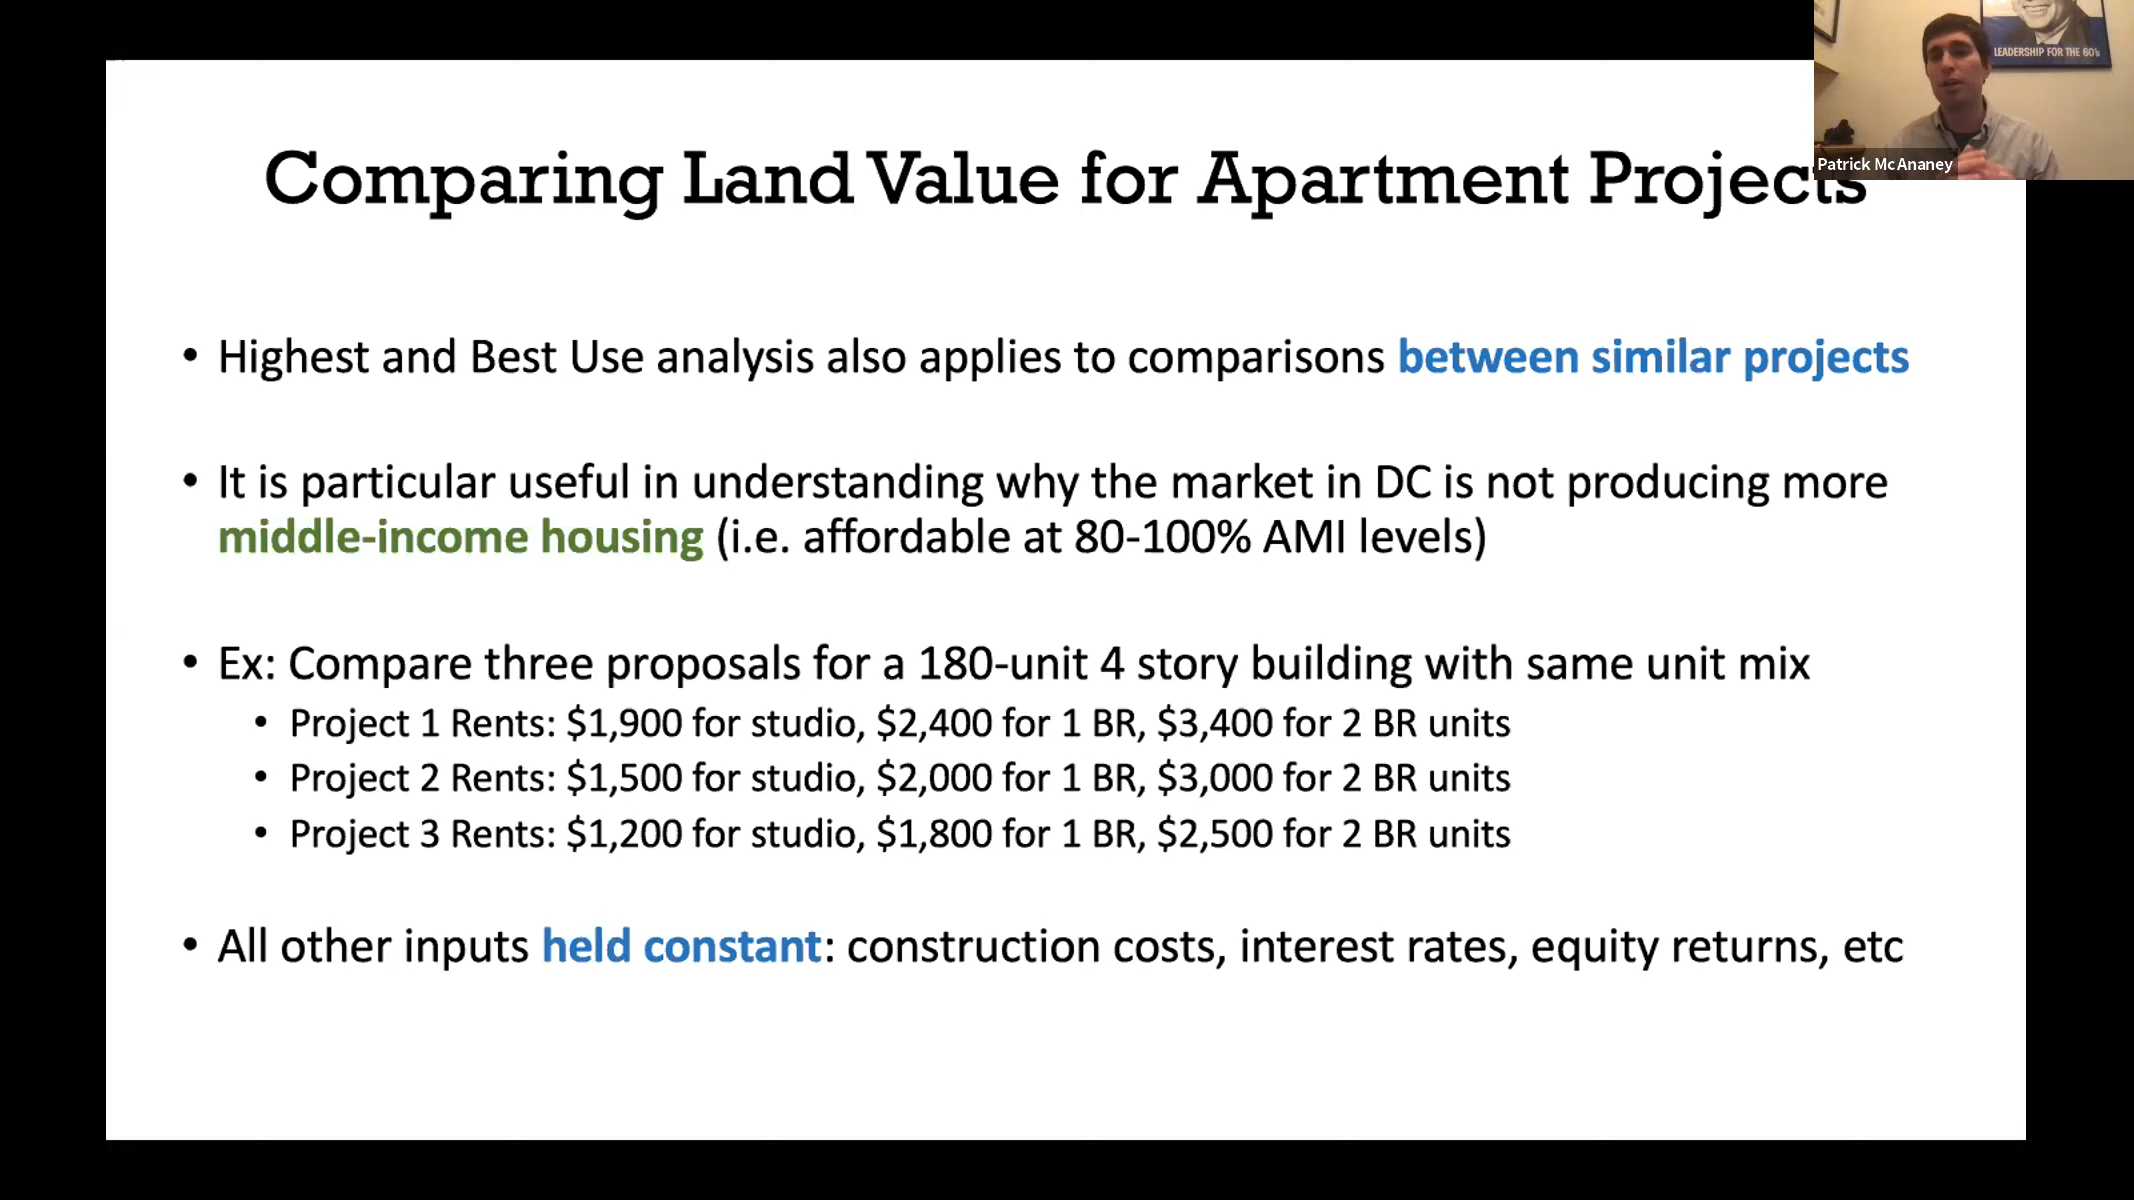 LEADERSHIP FOR THE 60's
Patrick McAnaney
Comparing Land Value for Apartment Projects
• Highest and Best Use analysis also applies to comparisons between similar projects
• It is particular useful in understanding why the market in DC is not producing more
middle-income housing (i.e. affordable at 80-100% AMI levels)
• Ex: Compare three proposals for a 180-unit 4 story building with same unit mix
• Project 1 Rents: $1,900 for studio, $2,400 for 1 BR, $3,400 for 2 BR units
• Project 2 Rents: $1,500 for studio, $2,000 for 1 BR, $3,000 for 2 BR units
• Project 3 Rents: $1,200 for studio, $1,800 for 1 BR, $2,500 for 2 BR units
• All other inputs held constant: construction costs, interest rates, equity returns, etc